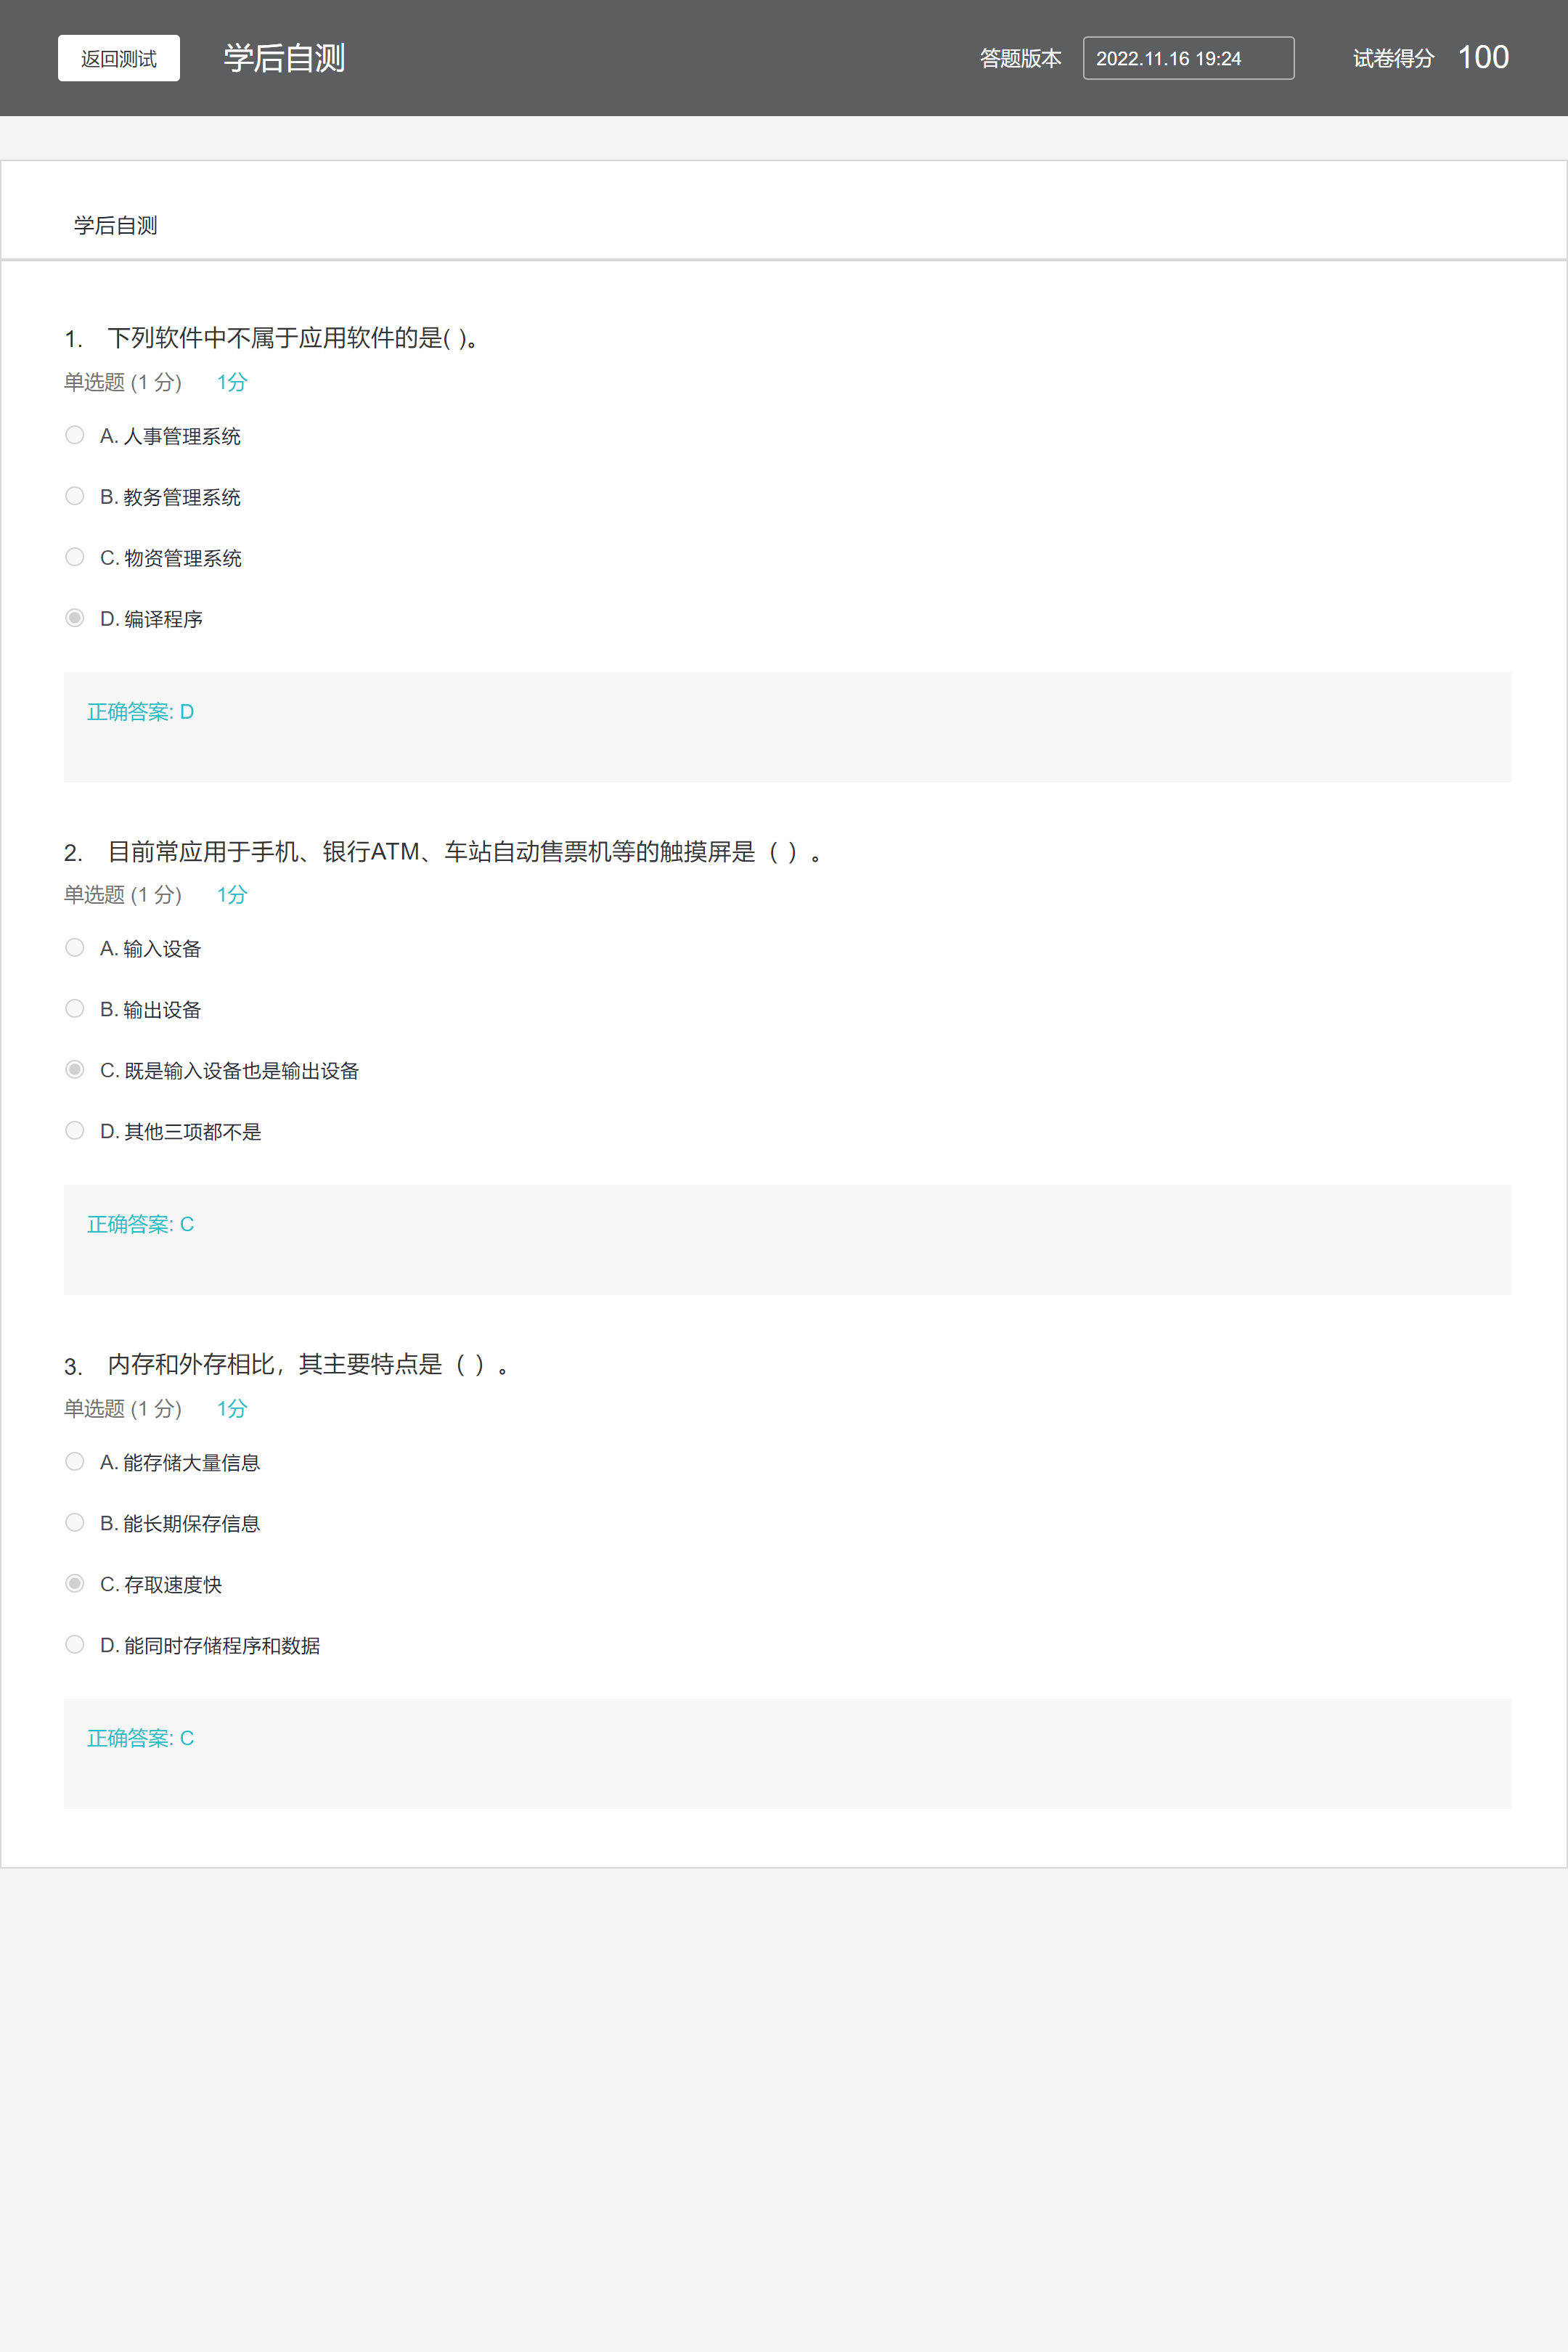 返回测试 学后自测 答题版本 2022.11.16 19:24 试卷得分 100
学后自测
1. 下列软件中不属于应用软件的是( )。
单选题 (1 分) 1分
A. 人事管理系统
B. 教务管理系统
C. 物资管理系统
D. 编译程序
正确答案: D
2. 目前常应用于手机、银行ATM、车站自动售票机等的触摸屏是（ ）。
单选题 (1 分) 1分
A. 输入设备
B. 输出设备
C. 既是输入设备也是输出设备
D. 其他三项都不是
正确答案: C
3. 内存和外存相比，其主要特点是（ ）。
单选题 (1 分) 1分
A. 能存储大量信息
B. 能长期保存信息
C. 存取速度快
D. 能同时存储程序和数据
正确答案: C